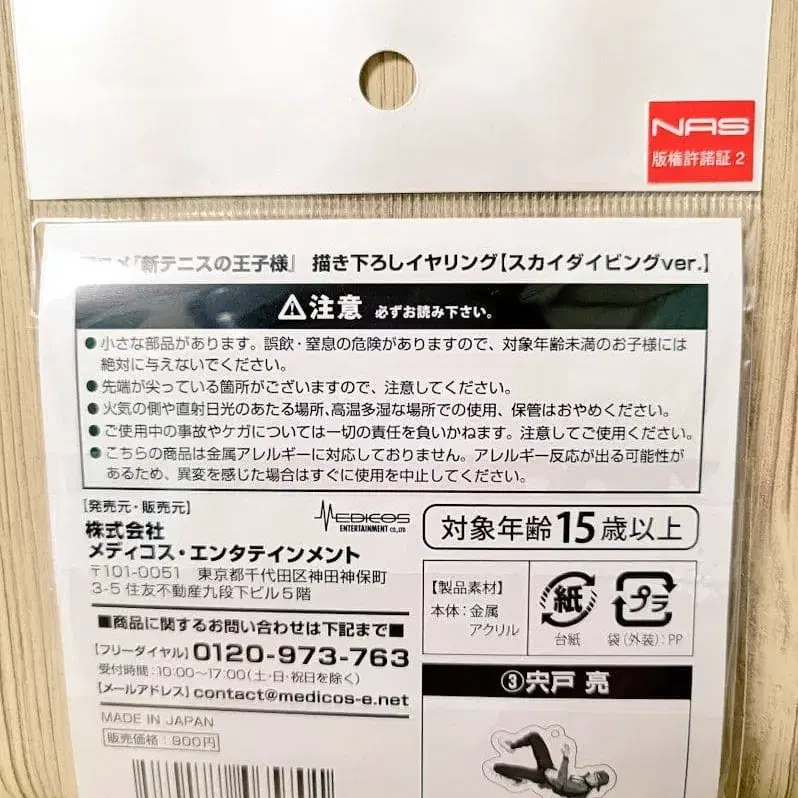 NAS
版権許諾証 2
『新テニスの王子様』 描き下ろしイヤリング【スカイダイビングver.】
⚠注意 必ずお読み下さい。
●小さな部品があります。誤飲・窒息の危険がありますので、対象年齢未満のお子様には
絶対に与えないでください。
●先端が尖っている箇所がございますので、注意してください。
●火気の側や直射日光のあたる場所、高温多湿な場所での使用、保管はおやめください。
●ご使用中の事故やケガについては一切の責任を負いかねます。注意してご使用ください。
●こちらの商品は金属アレルギーに対応しておりません。アレルギー反応が出る可能性が
あるため、異変を感じた場合はすぐに使用を中止してください。
【発売元・販売元】
株式会社
メディコス・エンタテインメント
〒101-0051 東京都千代田区神田神保町
3-5 住友不動産九段下ビル5階
MEDICOS
ENTERTAINMENT CO.,LTD
■商品に関するお問い合わせは下記まで■
【フリーダイヤル】0120-973-763
受付時間:10:00~17:00(土・日・祝日を除く)
【メールアドレス】contact@medicos-e.net
MADE IN JAPAN
販売価格:900円
対象年齢15歳以上
【製品素材】
本体:金属
アクリル
紙
台紙
プラ
袋(外装):PP
③宍戸 亮